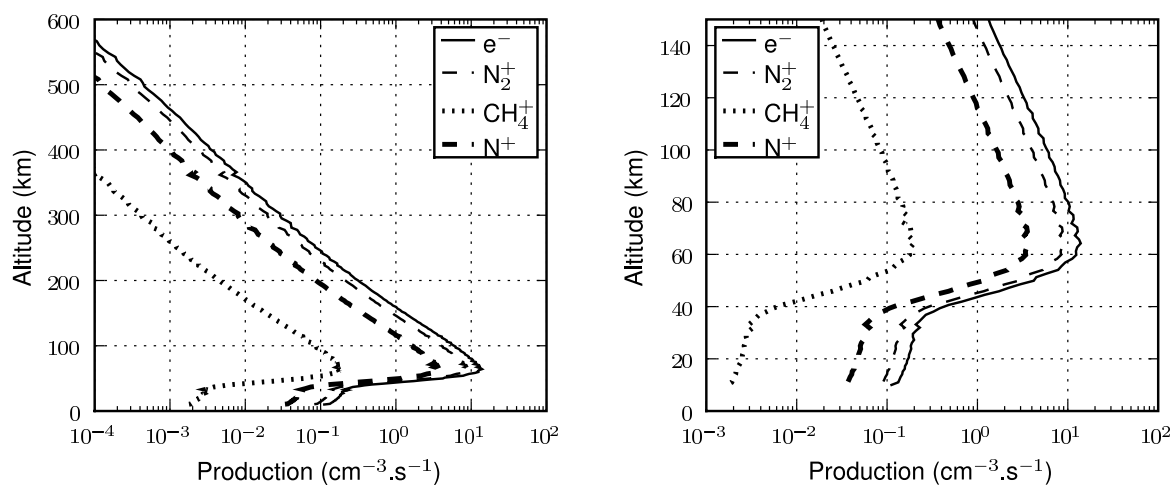 600
500
400
300
200
100
0
Altitude (km)
10⁻⁴ 10⁻³ 10⁻² 10⁻¹ 10⁰ 10¹ 10²
Production (cm⁻³.s⁻¹)
e⁻
N₂⁺
CH₄⁺
N⁺
140
120
100
80
60
40
20
0
Altitude (km)
10⁻³ 10⁻² 10⁻¹ 10⁰ 10¹ 10²
Production (cm⁻³.s⁻¹)
e⁻
N₂⁺
CH₄⁺
N⁺